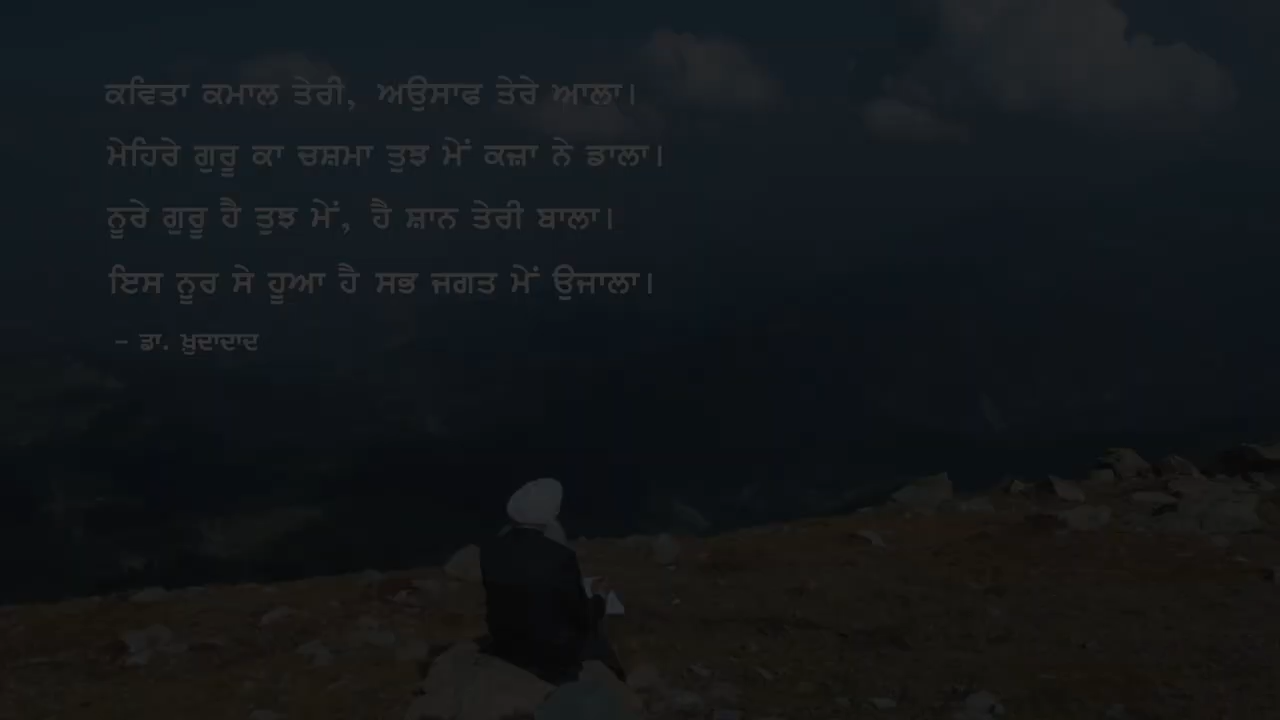 ਕਵਿਤਾ ਕਮਾਲ ਤੇਰੀ, ਅਉਸਾਫ ਤੇਰੇ ਆਲਾ।
ਮੇਹਿਰੇ ਗੁਰੂ ਕਾ ਚਸ਼ਮਾ ਤੁਝ ਮੇਂ ਕਜ਼ਾ ਨੇ ਡਾਲਾ।
ਨੂਰੇ ਗੁਰੂ ਹੈ ਤੁਝ ਮੇਂ, ਹੈ ਸ਼ਾਨ ਤੇਰੀ ਬਾਲਾ।
ਇਸ ਨੂਰ ਸੇ ਹੂਆ ਹੈ ਸਭ ਜਗਤ ਮੇਂ ਉਜਾਲਾ।
- ਡਾ. ਖ਼ੁਦਾਦਾਦ